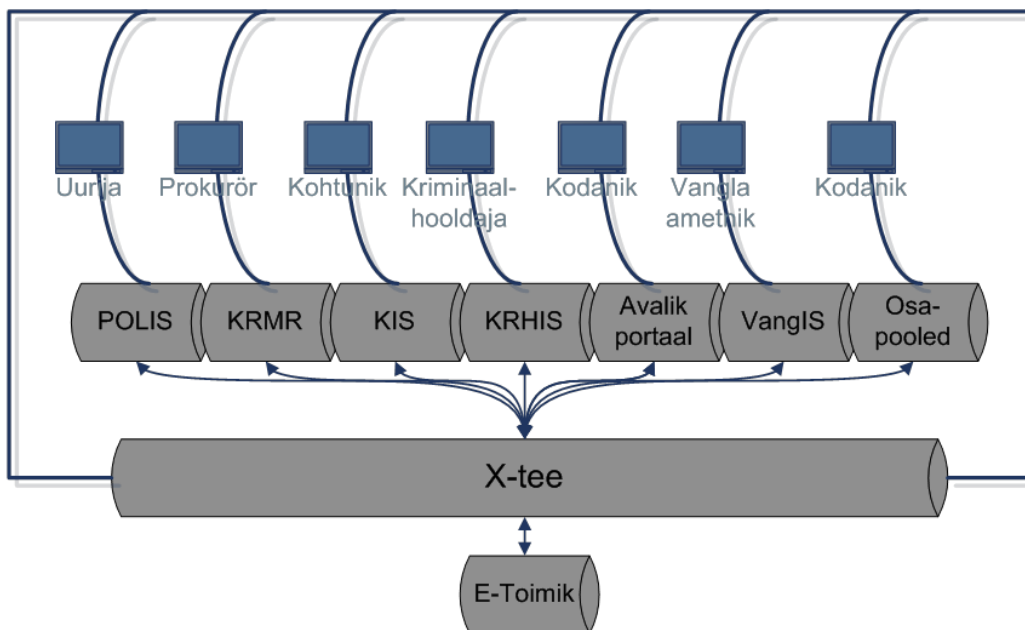 Uurija
Prokurör
Kohtunik
Kriminaal-
hooldaja
Kodanik
Vangla
ametnik
Kodanik
POLIS
KRMR
KIS
KRHIS
Avalik
portaal
VangIS
Osa-
pooled
X-tee
E-Toimik